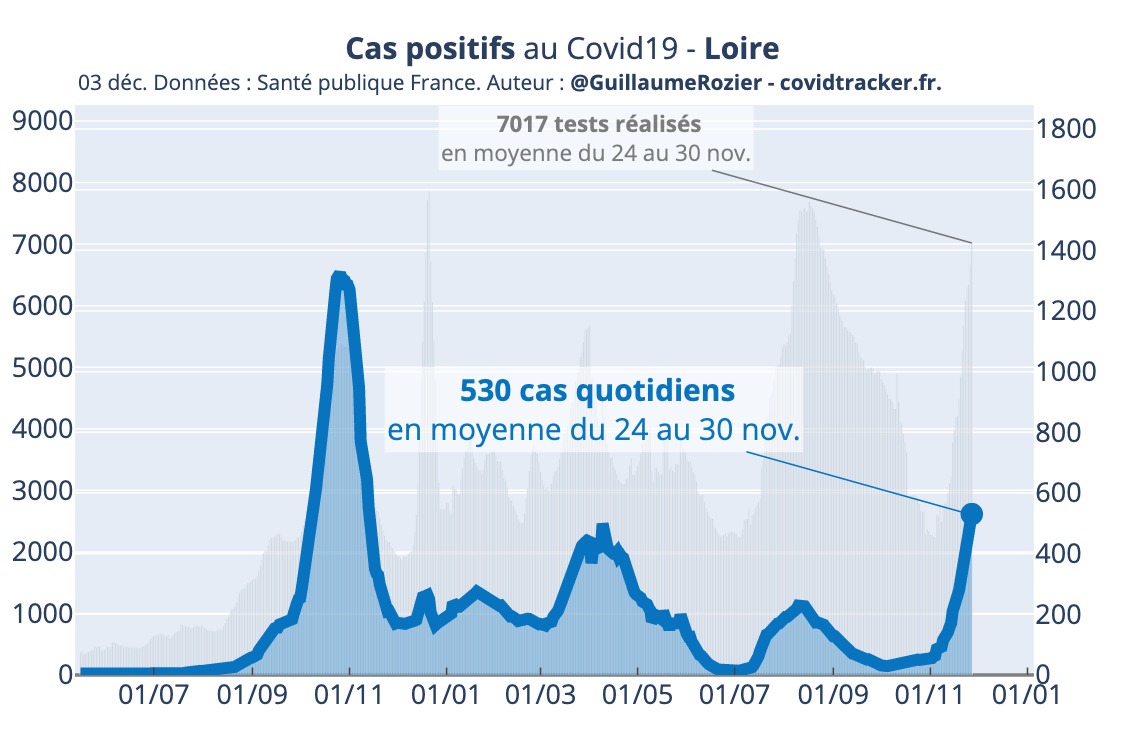 Cas positifs au Covid19 - Loire
03 déc. Données : Santé publique France. Auteur : @GuillaumeRozier - covidtracker.fr.
7017 tests réalisés
en moyenne du 24 au 30 nov.
530 cas quotidiens
en moyenne du 24 au 30 nov.
9000
8000
7000
6000
5000
4000
3000
2000
1000
0
1800
1600
1400
1200
1000
800
600
400
200
0
01/07 01/09 01/11 01/01 01/03 01/05 01/07 01/09 01/11 01/01